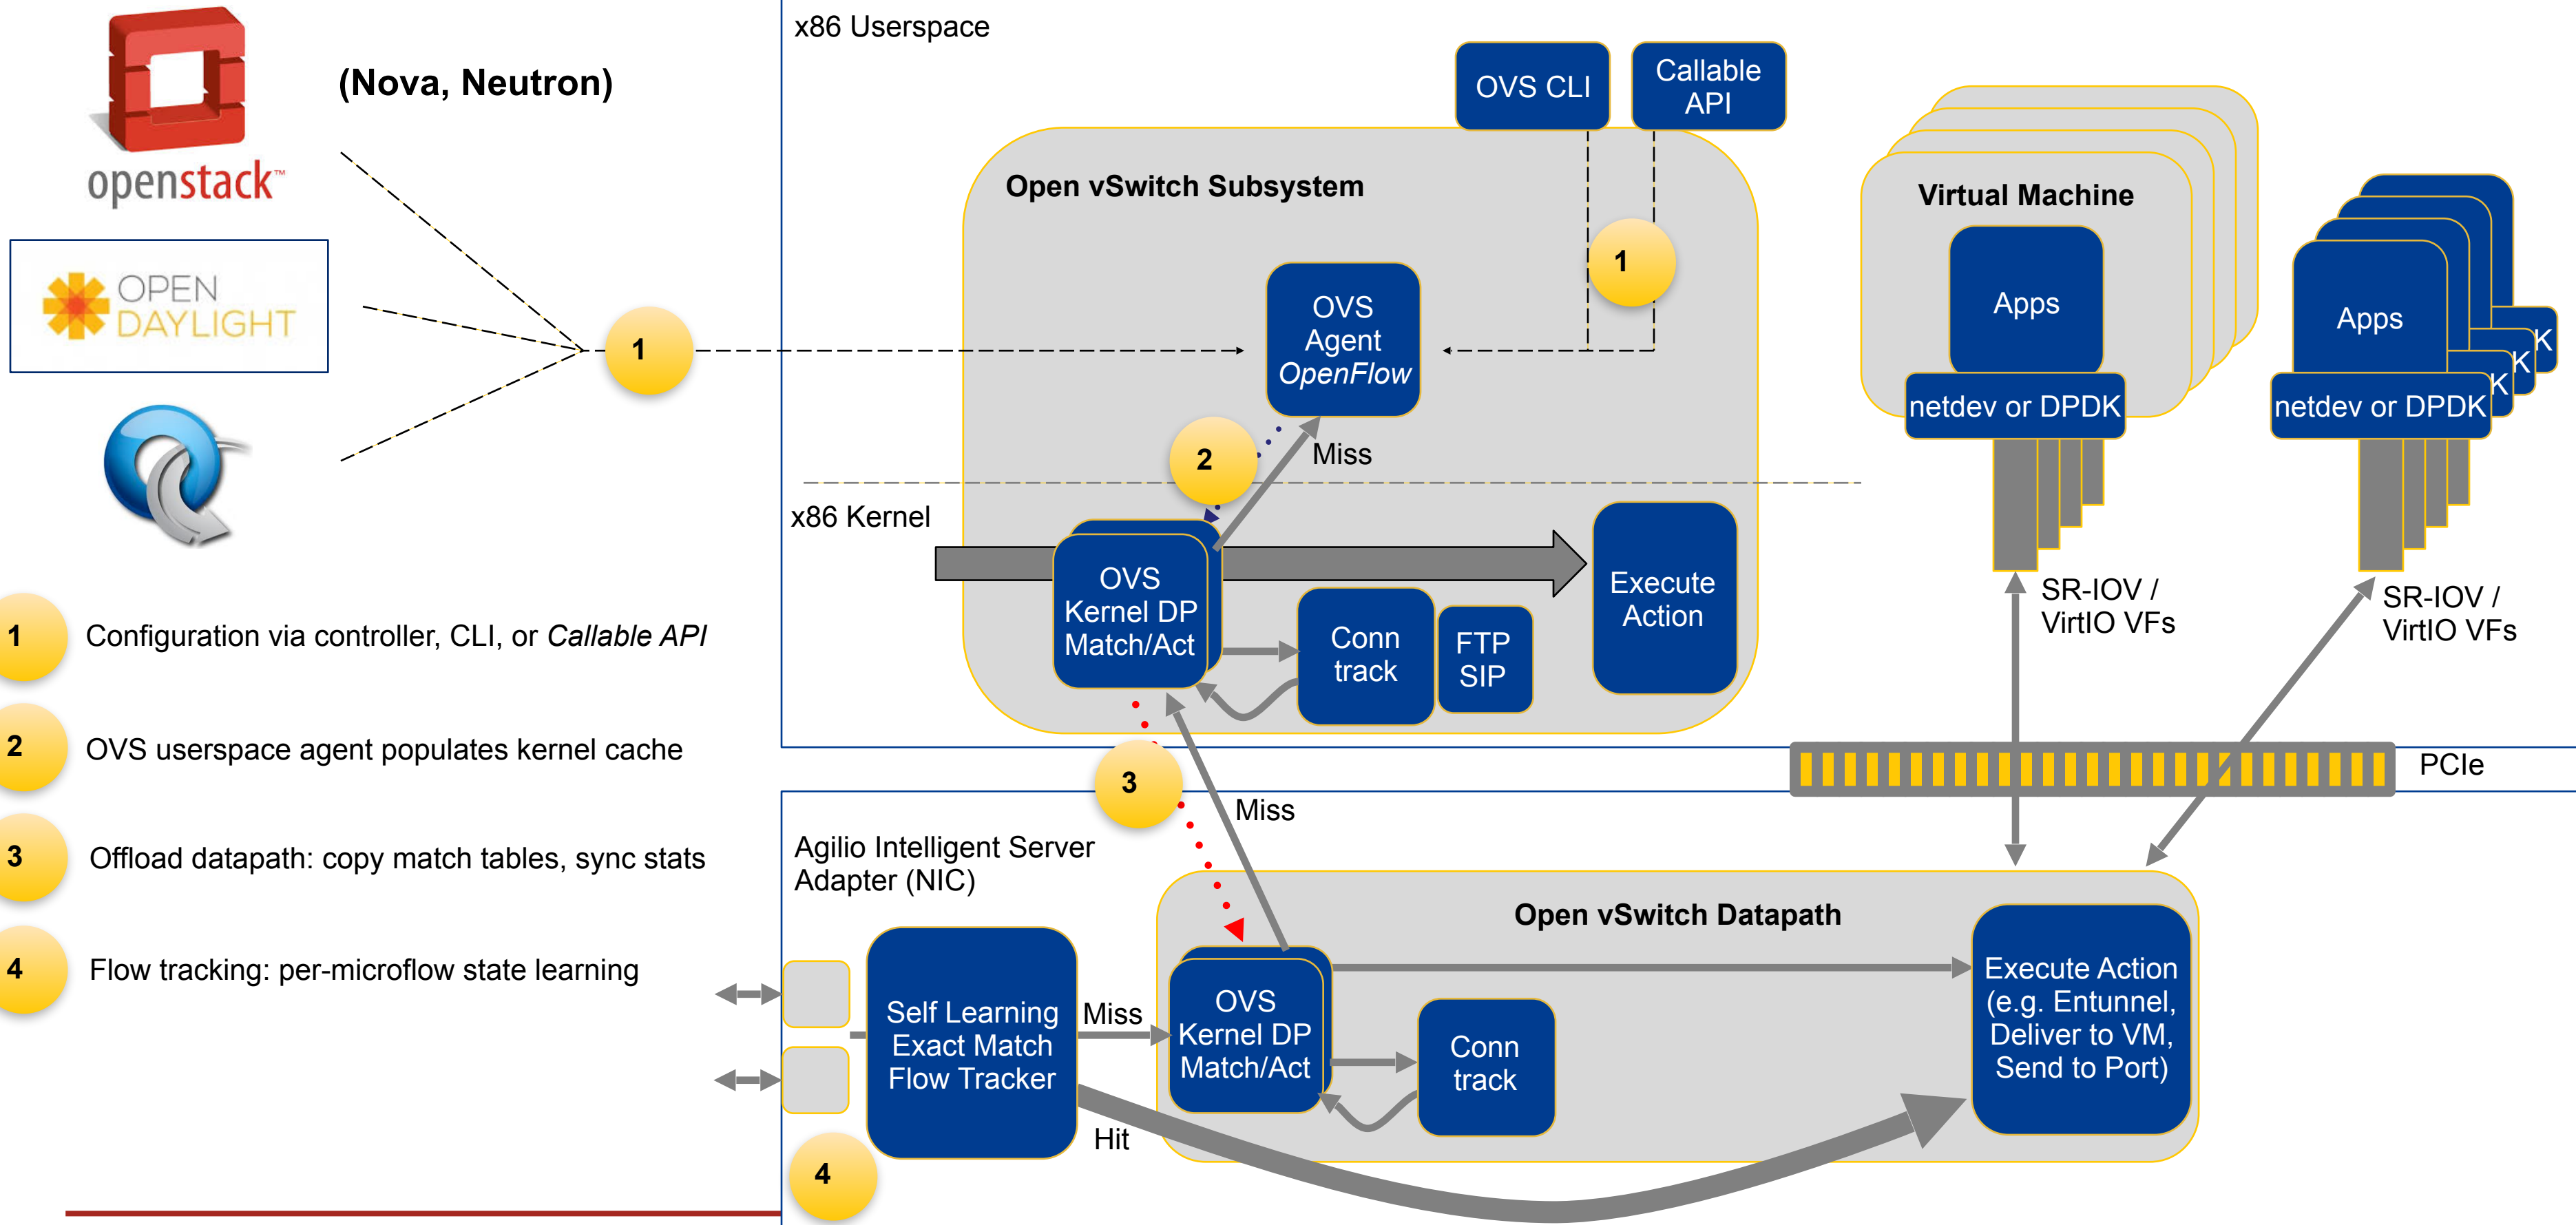 openstack™
(Nova, Neutron)
OPEN
DAYLIGHT
1
1
Configuration via controller, CLI, or Callable API
2
OVS userspace agent populates kernel cache
3
Offload datapath: copy match tables, sync stats
4
Flow tracking: per-microflow state learning
x86 Userspace
OVS CLI
Callable
API
Open vSwitch Subsystem
1
OVS
Agent
OpenFlow
2
Miss
x86 Kernel
OVS
Kernel DP
Match/Act
Conn
track
FTP
SIP
Execute
Action
Virtual Machine
Apps
netdev or DPDK
Apps
netdev or DPDK
K
K
K
SR-IOV /
VirtIO VFs
SR-IOV /
VirtIO VFs
PCIe
3
Miss
Agilio Intelligent Server
Adapter (NIC)
Open vSwitch Datapath
Self Learning
Exact Match
Flow Tracker
Miss
OVS
Kernel DP
Match/Act
Conn
track
Execute Action
(e.g. Entunnel,
Deliver to VM,
Send to Port)
Hit
4